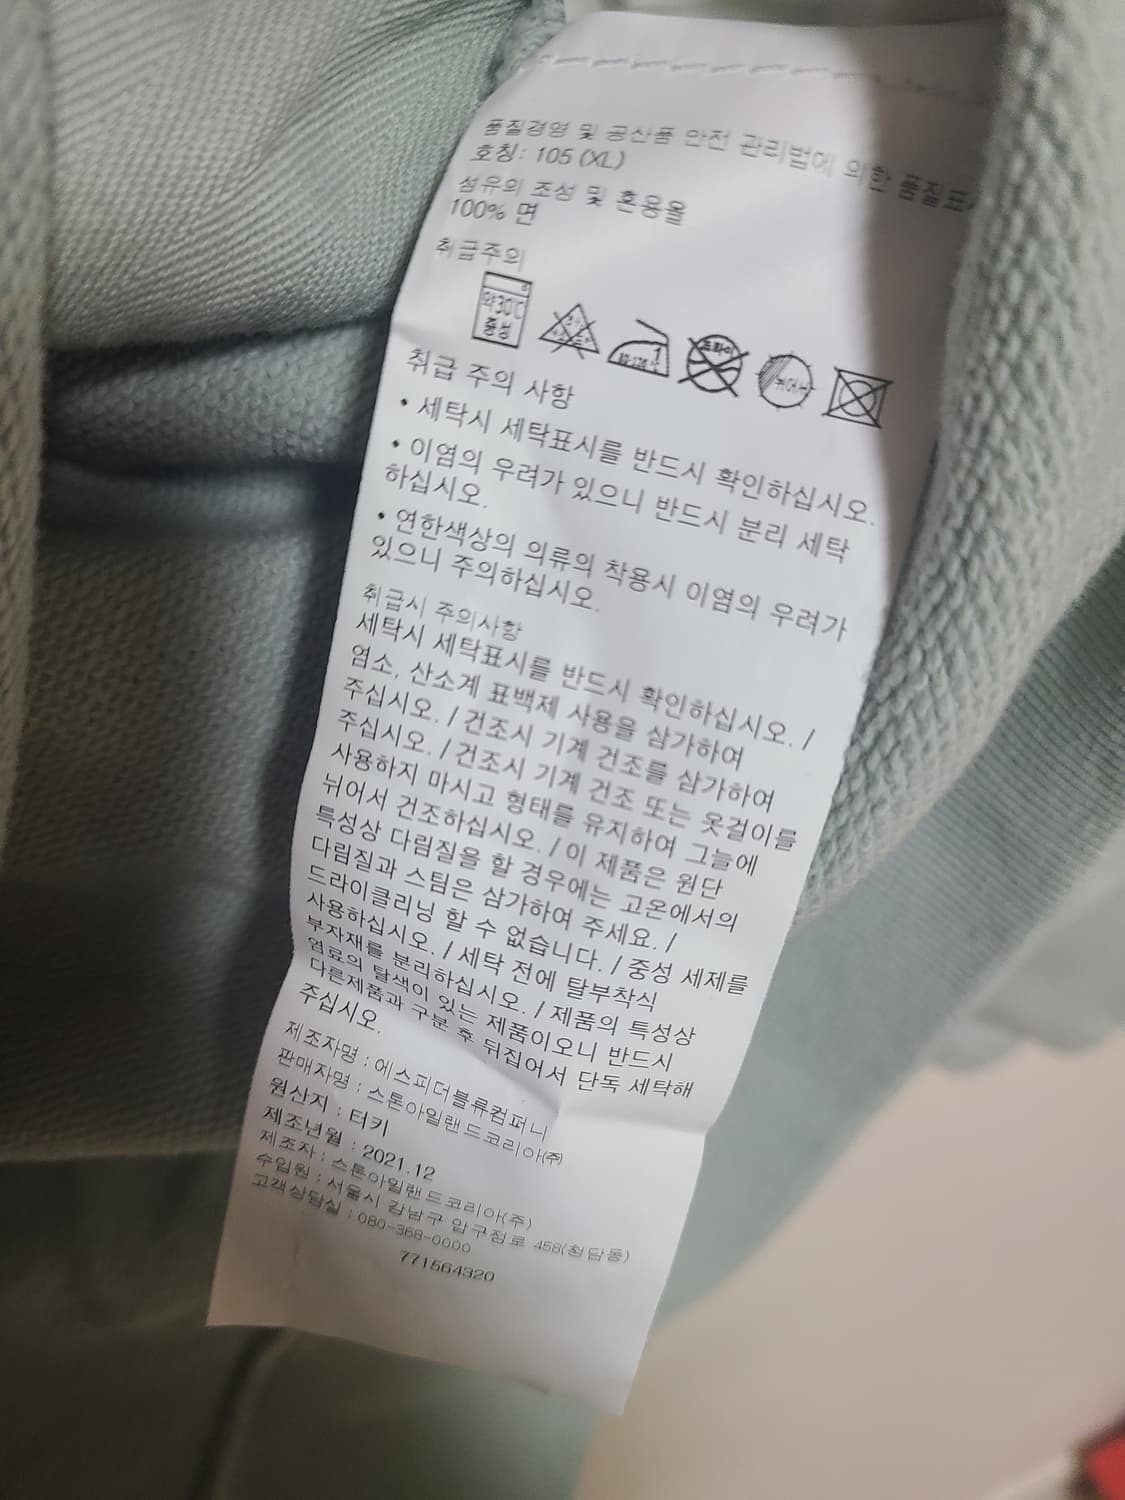 품질경영 및 공산품 안전 관리법에 의한 품질표시
호칭: 105 (XL)
섬유의 조성 및 혼용율
100% 면
취급주의
약30℃
중성
드라이
뉘어서
취급 주의 사항
• 세탁시 세탁표시를 반드시 확인하십시오.
• 이염의 우려가 있으니 반드시 분리 세탁
하십시오.
• 연한색상의 의류의 착용시 이염의 우려가
있으니 주의하십시오.
취급시 주의사항
세탁시 세탁표시를 반드시 확인하십시오. /
염소, 산소계 표백제 사용을 삼가하여
주십시오. / 건조시 기계 건조를 삼가하여
주십시오. / 건조시 기계 건조 또는 옷걸이를
사용하지 마시고 형태를 유지하여 그늘에
뉘어서 건조하십시오. / 이 제품은 원단
특성상 다림질을 할 경우에는 고온에서의
다림질과 스팀은 삼가하여 주세요. /
드라이클리닝 할 수 없습니다. / 중성 세제를
사용하십시오. / 세탁 전에 탈부착식
부자재를 분리하십시오. / 제품의 특성상
염료의 탈색이 있는 제품이오니 반드시
다른제품과 구분 후 뒤집어서 단독 세탁해
주십시오.
제조자명 : 에스피더블류컴퍼니
판매자명 : 스톤아일랜드코리아(주)
원산지 : 터키
제조년월 : 2021.12
제조자 : 스톤아일랜드코리아(주)
수입원 : 서울시 강남구 압구정로 458(청담동)
고객상담실 : 080-368-0000
771564320